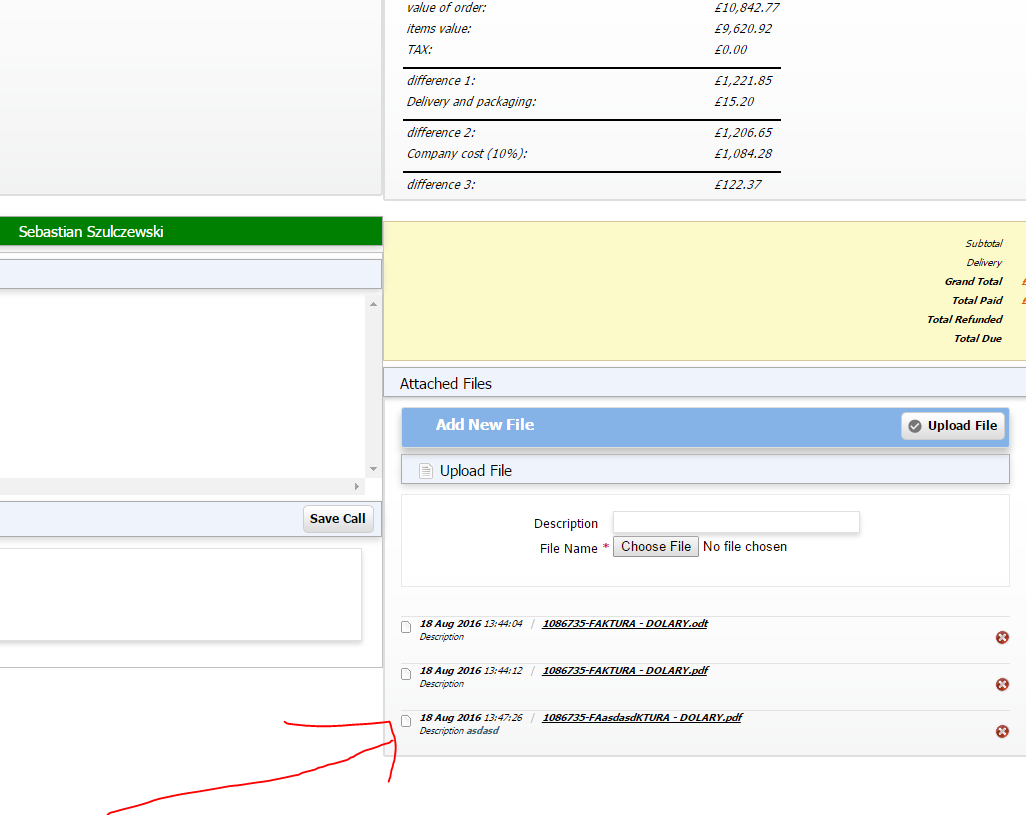 value of order: £10,842.77
items value: £9,620.92
TAX: £0.00
difference 1: £1,221.85
Delivery and packaging: £15.20
difference 2: £1,206.65
Company cost (10%): £1,084.28
difference 3: £122.37
Sebastian Szulczewski
Subtotal
Delivery
Grand Total £
Total Paid £
Total Refunded
Total Due
Save Call
Attached Files
Add New File Upload File
Upload File
Description
File Name * Choose File No file chosen
18 Aug 2016 13:44:04 / 1086735-FAKTURA - DOLARY.odt
Description
18 Aug 2016 13:44:12 / 1086735-FAKTURA - DOLARY.pdf
Description
18 Aug 2016 13:47:26 / 1086735-FAasdasdKTURA - DOLARY.pdf
Description asdasd